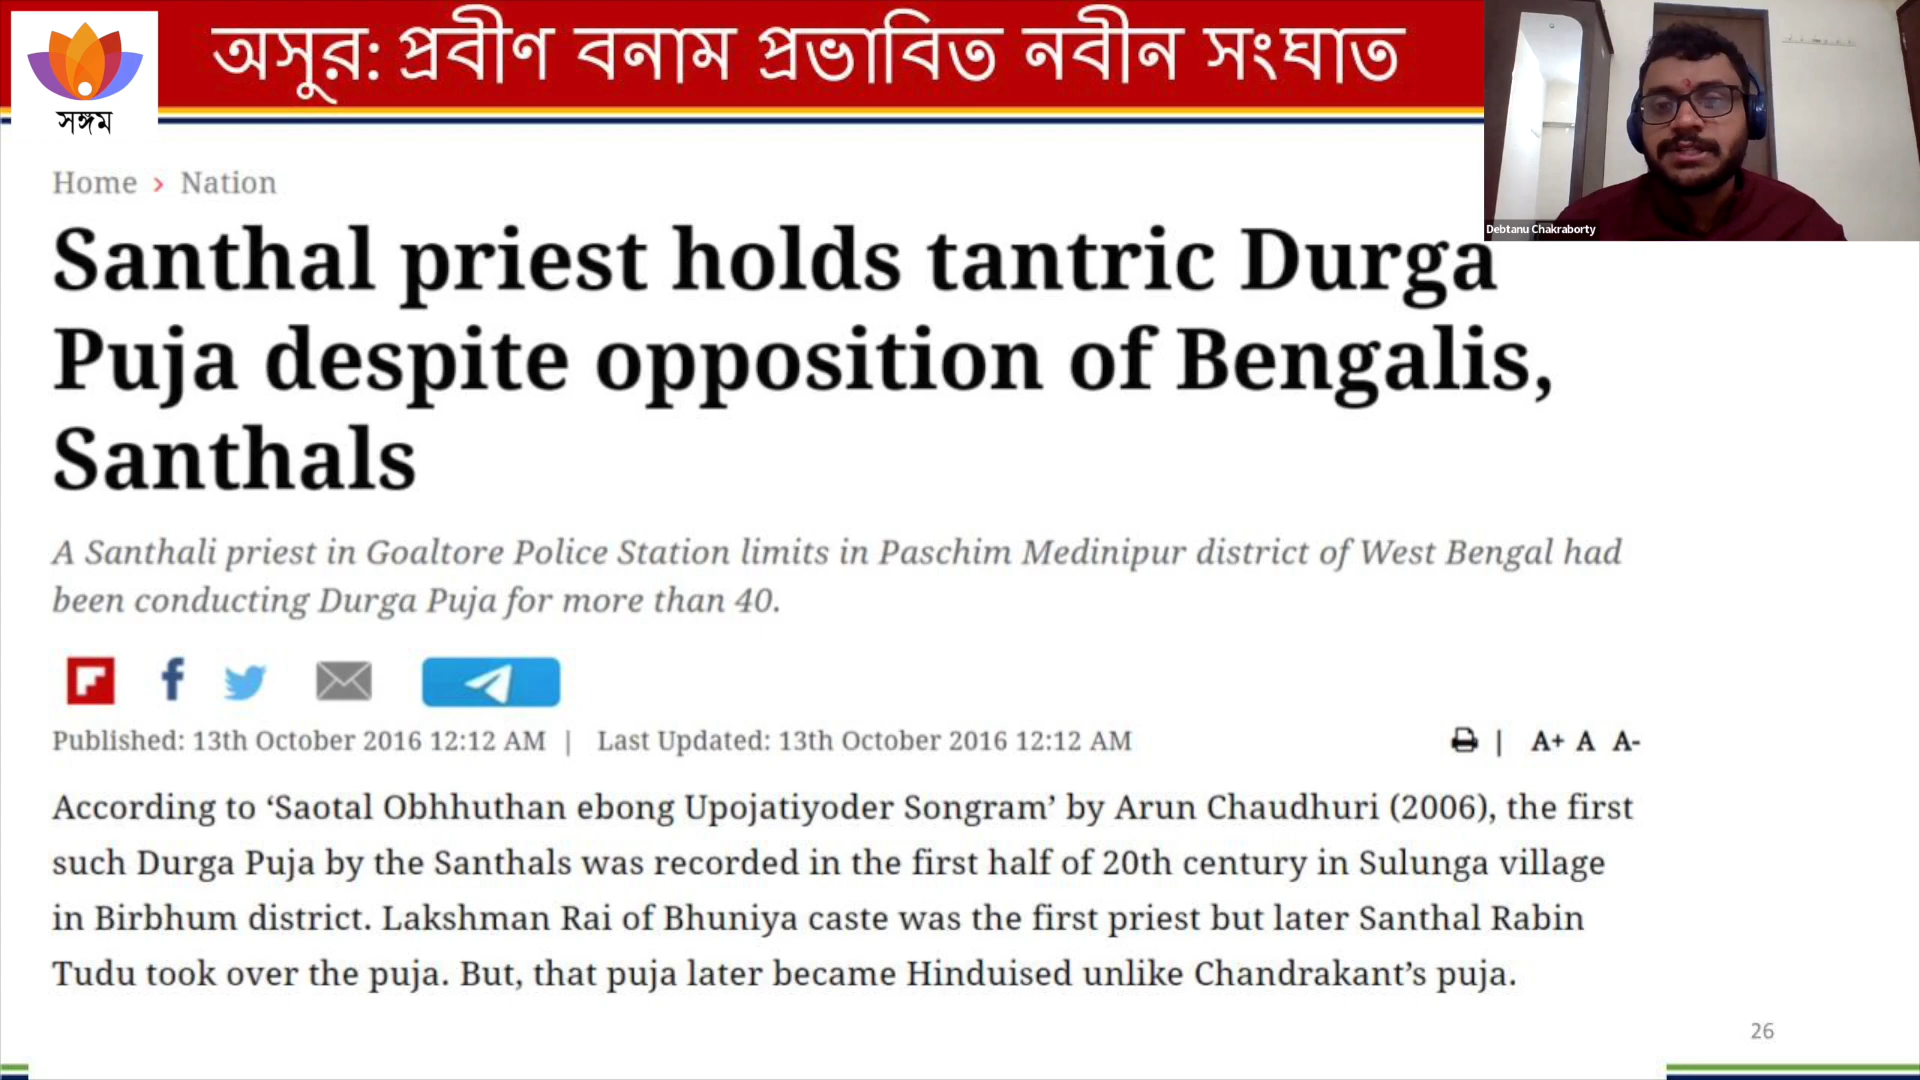 অসুর: প্রবীণ বনাম প্রভাবিত নবীন সংঘাত
সঙ্গম
Debtanu Chakraborty
Home > Nation
Santhal priest holds tantric Durga
Puja despite opposition of Bengalis,
Santhals
A Santhali priest in Goaltore Police Station limits in Paschim Medinipur district of West Bengal had
been conducting Durga Puja for more than 40.
Published: 13th October 2016 12:12 AM | Last Updated: 13th October 2016 12:12 AM
| A+ A A-
According to ‘Saotal Obhhuthan ebong Upojatiyoder Songram’ by Arun Chaudhuri (2006), the first
such Durga Puja by the Santhals was recorded in the first half of 20th century in Sulunga village
in Birbhum district. Lakshman Rai of Bhuniya caste was the first priest but later Santhal Rabin
Tudu took over the puja. But, that puja later became Hinduised unlike Chandrakant’s puja.
26